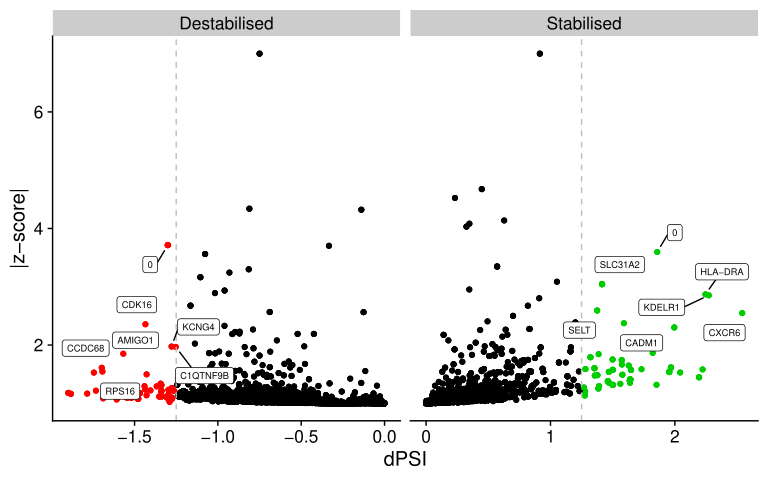 Destabilised
Stabilised
|z−score|
6
4
2
0
CDK16
KCNG4
AMIGO1
CCDC68
C1QTNF9B
RPS16
0
SLC31A2
HLA−DRA
KDELR1
CXCR6
SELT
CADM1
−1.5
−1.0
−0.5
0.0
0
1
2
dPSI